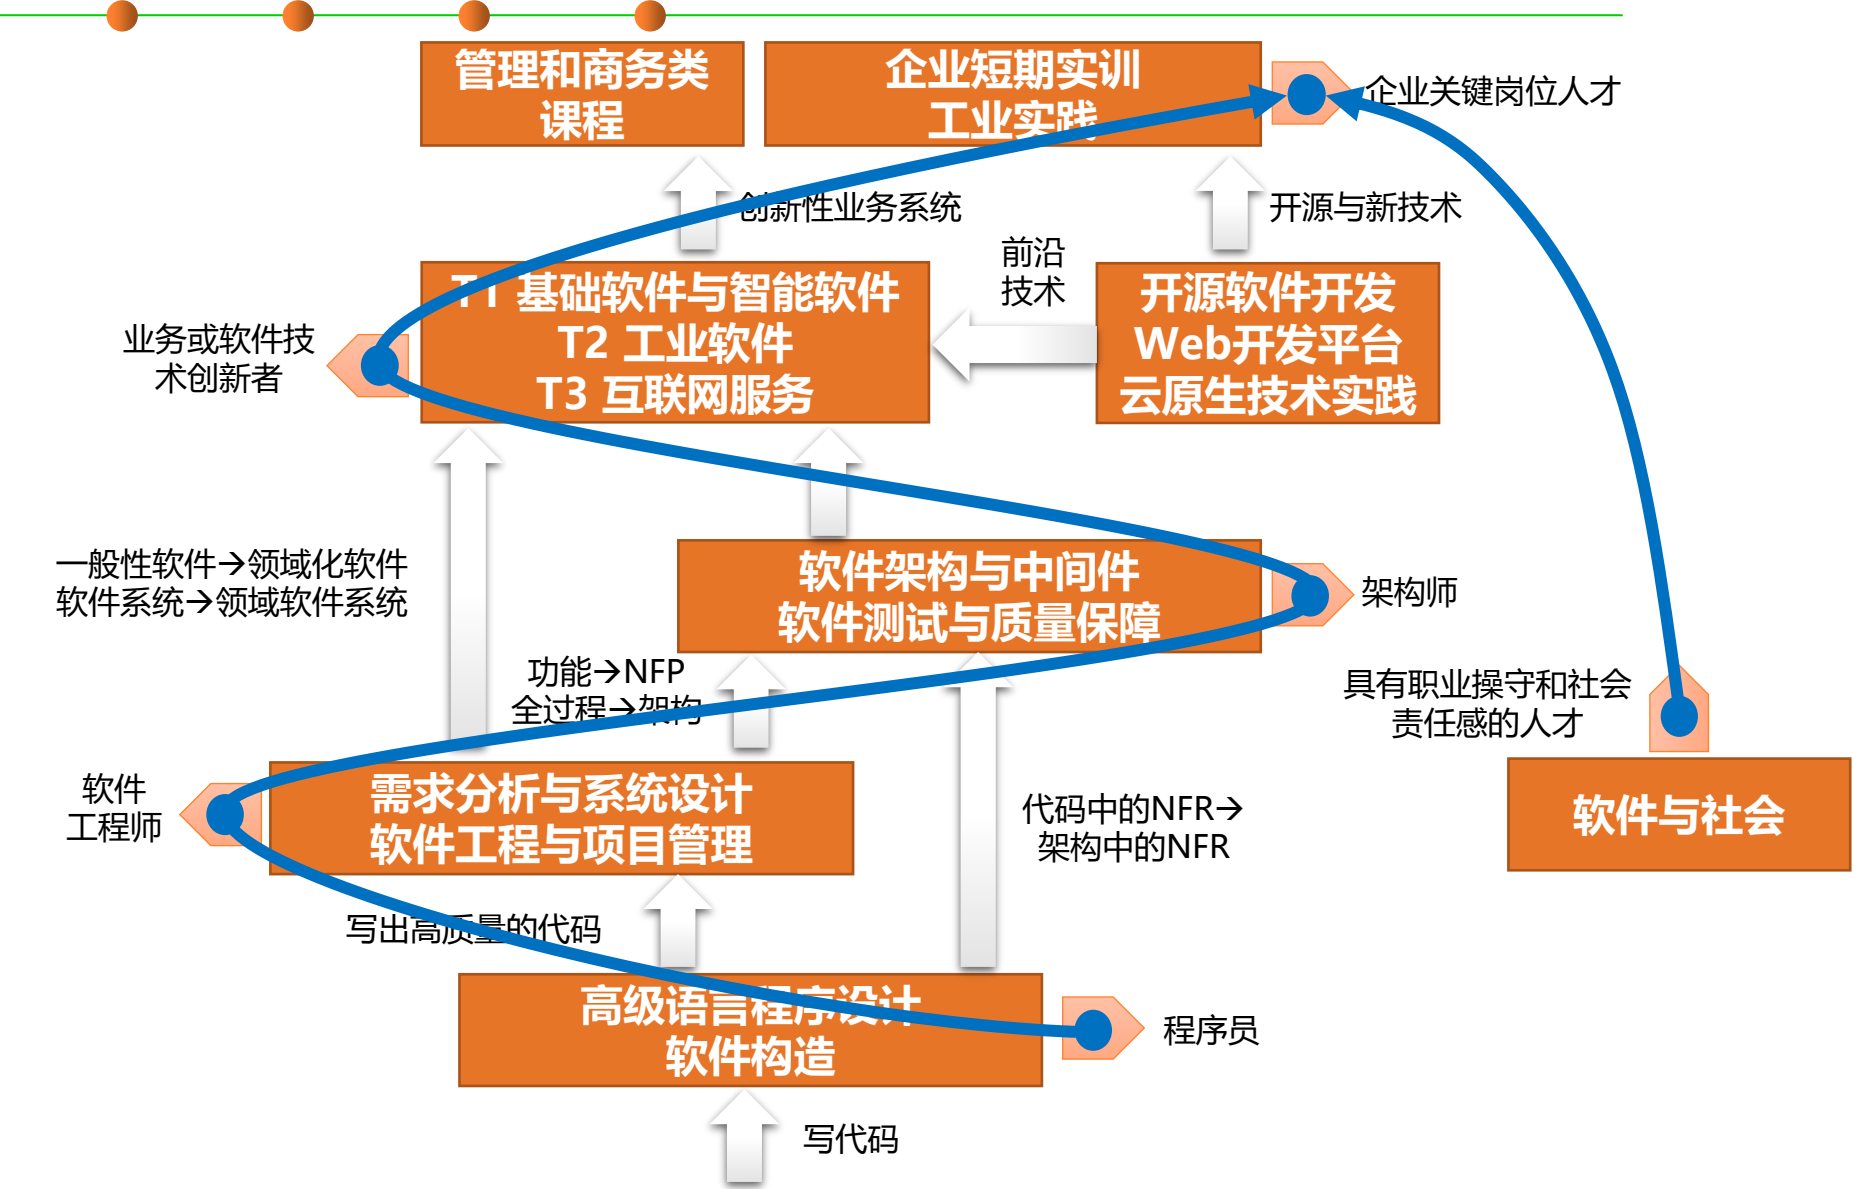 管理和商务类
课程
企业短期实训
工业实践
企业关键岗位人才
创新性业务系统
开源与新技术
前沿
技术
T1 基础软件与智能软件
T2 工业软件
T3 互联网服务
开源软件开发
Web开发平台
云原生技术实践
业务或软件技
术创新者
一般性软件→领域化软件
软件系统→领域软件系统
软件架构与中间件
软件测试与质量保障
架构师
功能→NFP
全过程→架构
具有职业操守和社会
责任感的人才
软件
工程师
需求分析与系统设计
软件工程与项目管理
代码中的NFR→
架构中的NFR
软件与社会
写出高质量的代码
高级语言程序设计
软件构造
程序员
写代码